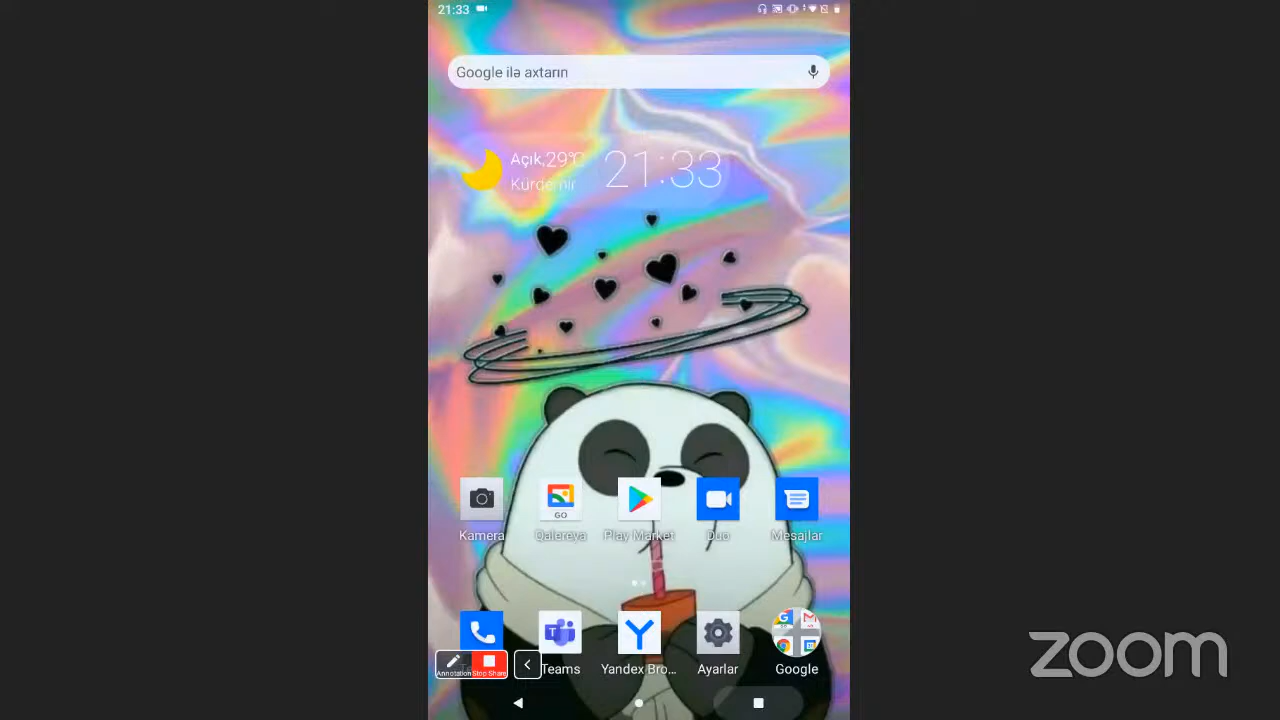 21:33
Google ilə axtarın
Açık,29°C
Kürdəmir
21:33
GO
Kamera
Qalereya
Play Market
Duo
Mesajlar
Teams
Yandex Bro...
Ayarlar
Google
Annotation
Stop Share
zoom